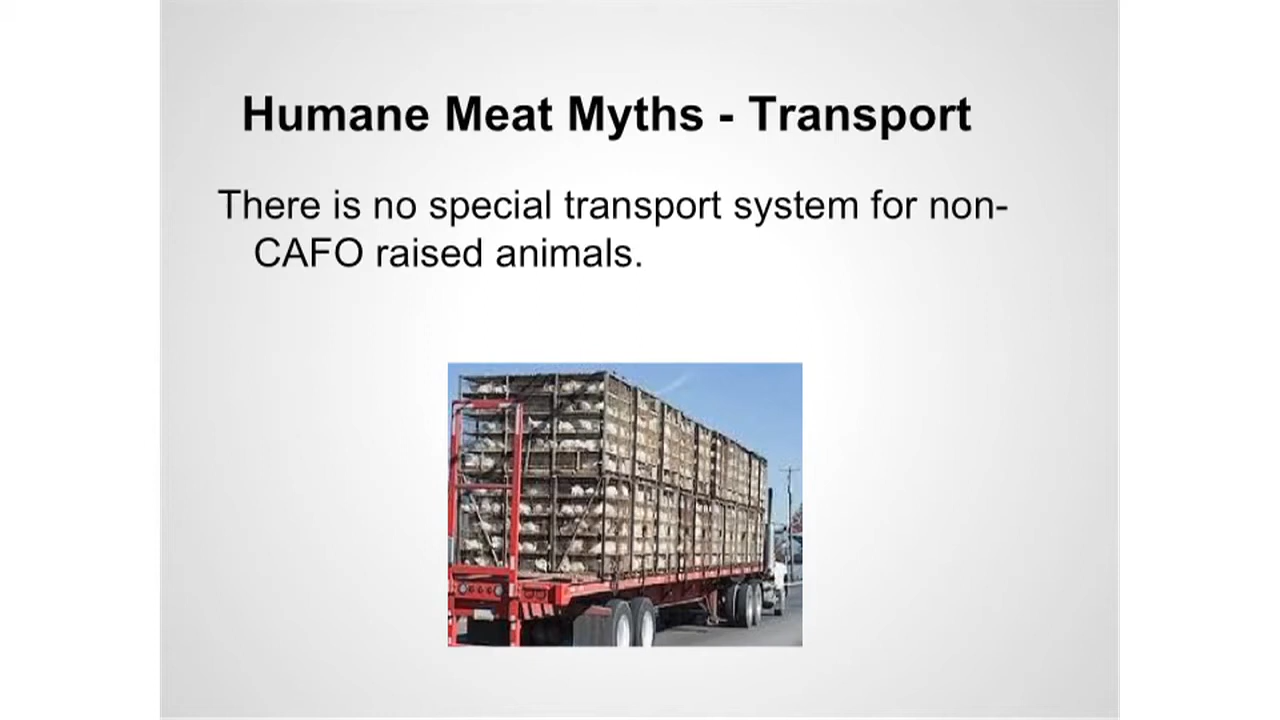 Humane Meat Myths - Transport
There is no special transport system for non-
CAFO raised animals.